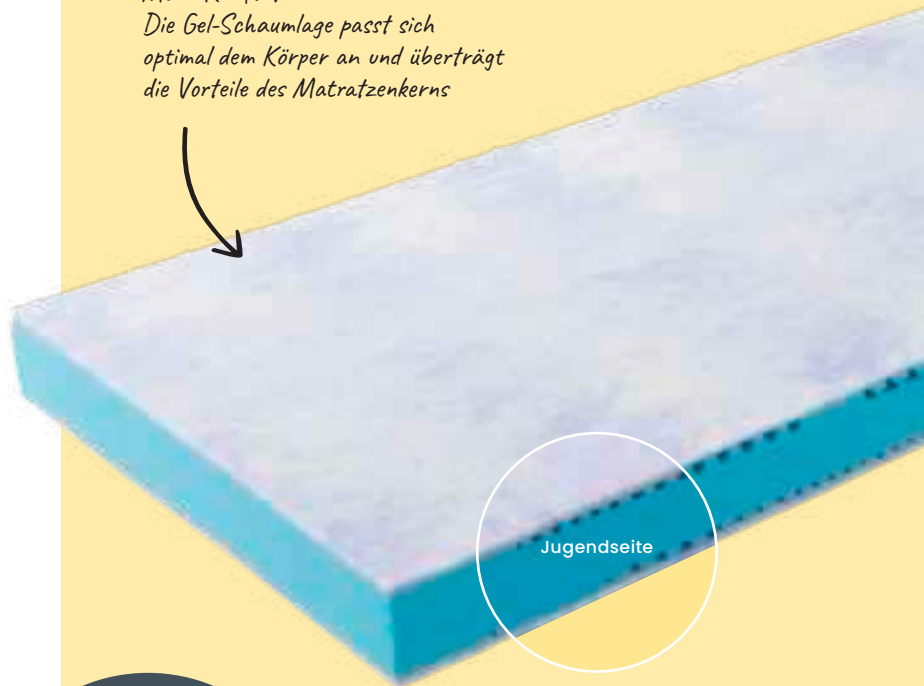 Die Gel-Schaumlage passt sich
optimal dem Körper an und überträgt
die Vorteile des Matratzenkerns
Jugendseite